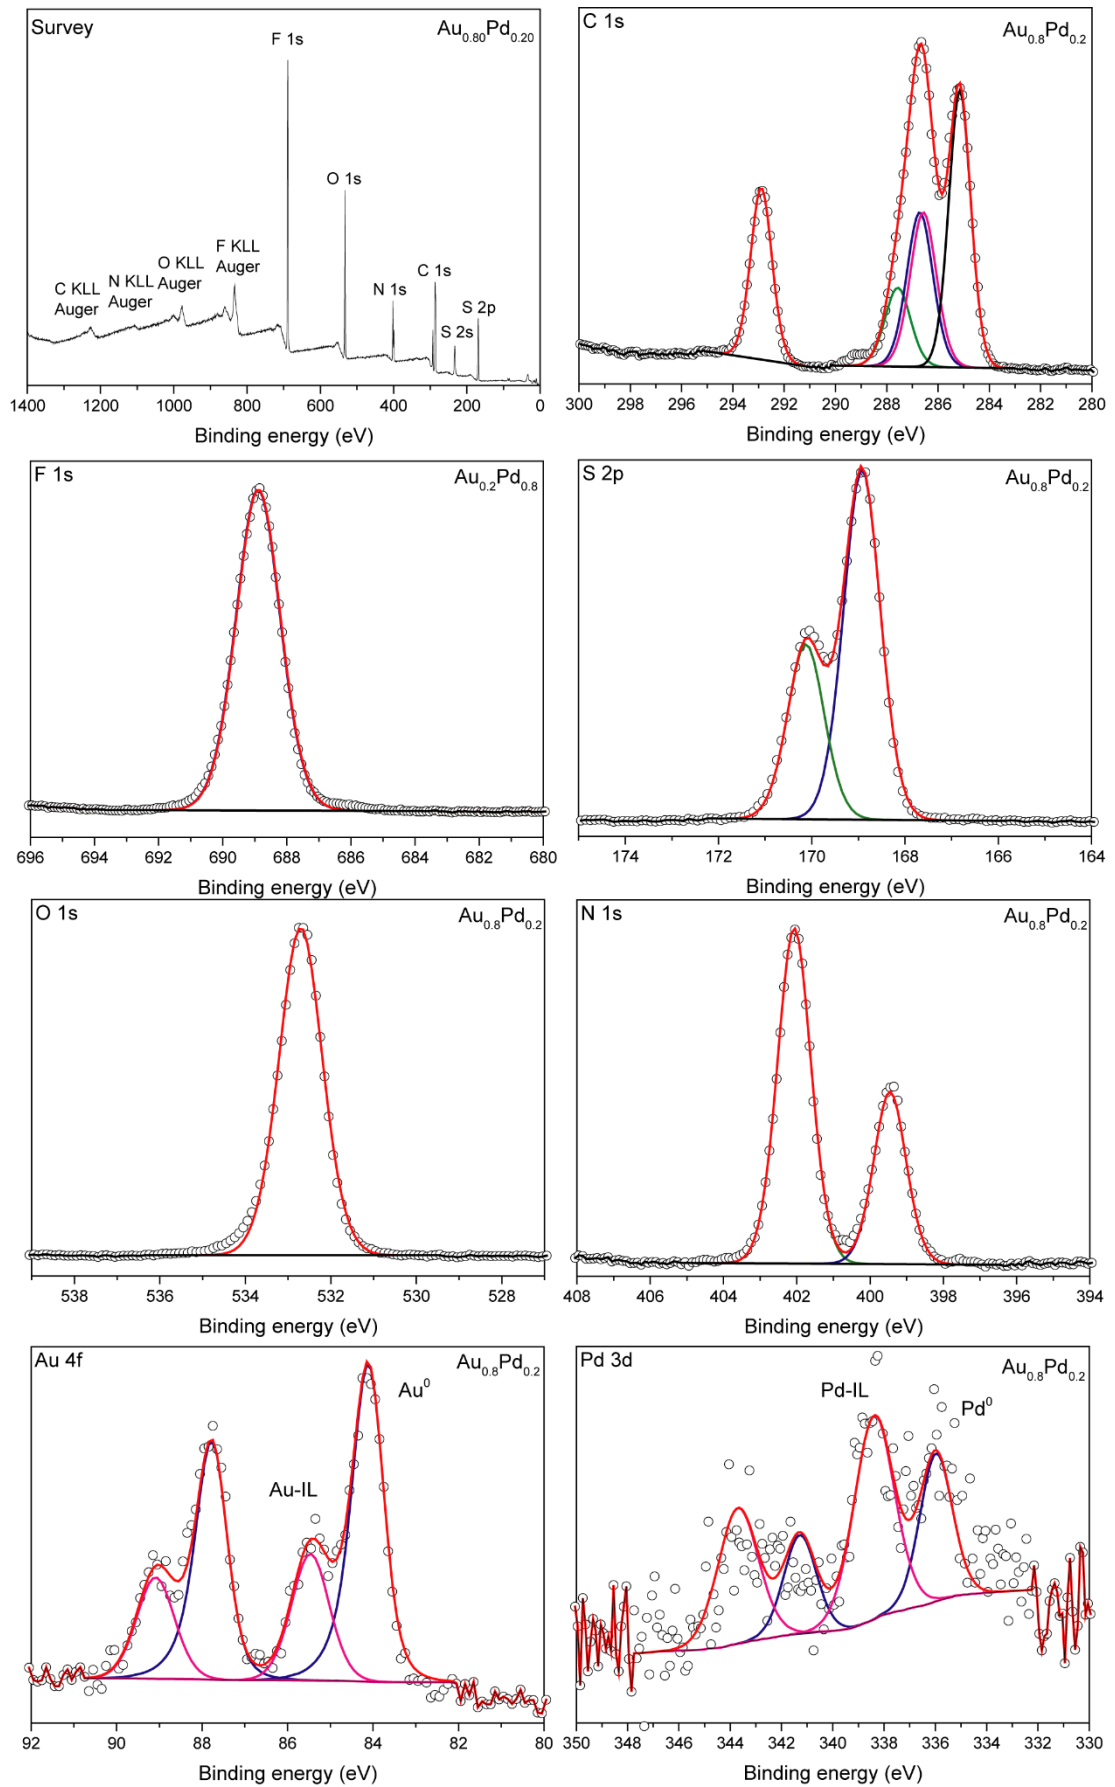 Survey
Au0.80Pd0.20
F 1s
O 1s
F KLL
Auger
O KLL
Auger
N KLL
Auger
C KLL
Auger
C 1s
N 1s
S 2p
S 2s
1400 1200 1000 800 600 400 200 0
Binding energy (eV)
C 1s
Au0.8Pd0.2
300 298 296 294 292 290 288 286 284 282 280
Binding energy (eV)
F 1s
Au0.2Pd0.8
696 694 692 690 688 686 684 682 680
Binding energy (eV)
S 2p
Au0.8Pd0.2
174 172 170 168 166 164
Binding energy (eV)
O 1s
Au0.8Pd0.2
538 536 534 532 530 528
Binding energy (eV)
N 1s
Au0.8Pd0.2
408 406 404 402 400 398 396 394
Binding energy (eV)
Au 4f
Au0.8Pd0.2
Au0
Au-IL
92 90 88 86 84 82 80
Binding energy (eV)
Pd 3d
Au0.8Pd0.2
Pd-IL
Pd0
350 348 346 344 342 340 338 336 334 332 330
Binding energy (eV)